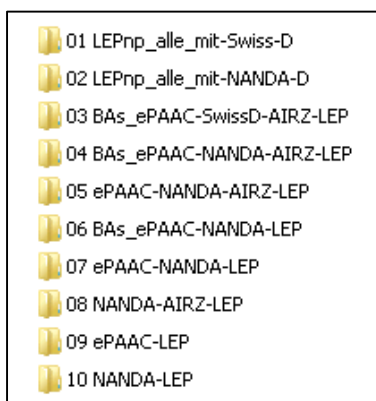 01 LEPnp_alle_mit-Swiss-D
02 LEPnp_alle_mit-NANDA-D
03 BAs_ePAAC-SwissD-AIRZ-LEP
04 BAs_ePAAC-NANDA-AIRZ-LEP
05 ePAAC-NANDA-AIRZ-LEP
06 BAs_ePAAC-NANDA-LEP
07 ePAAC-NANDA-LEP
08 NANDA-AIRZ-LEP
09 ePAAC-LEP
10 NANDA-LEP